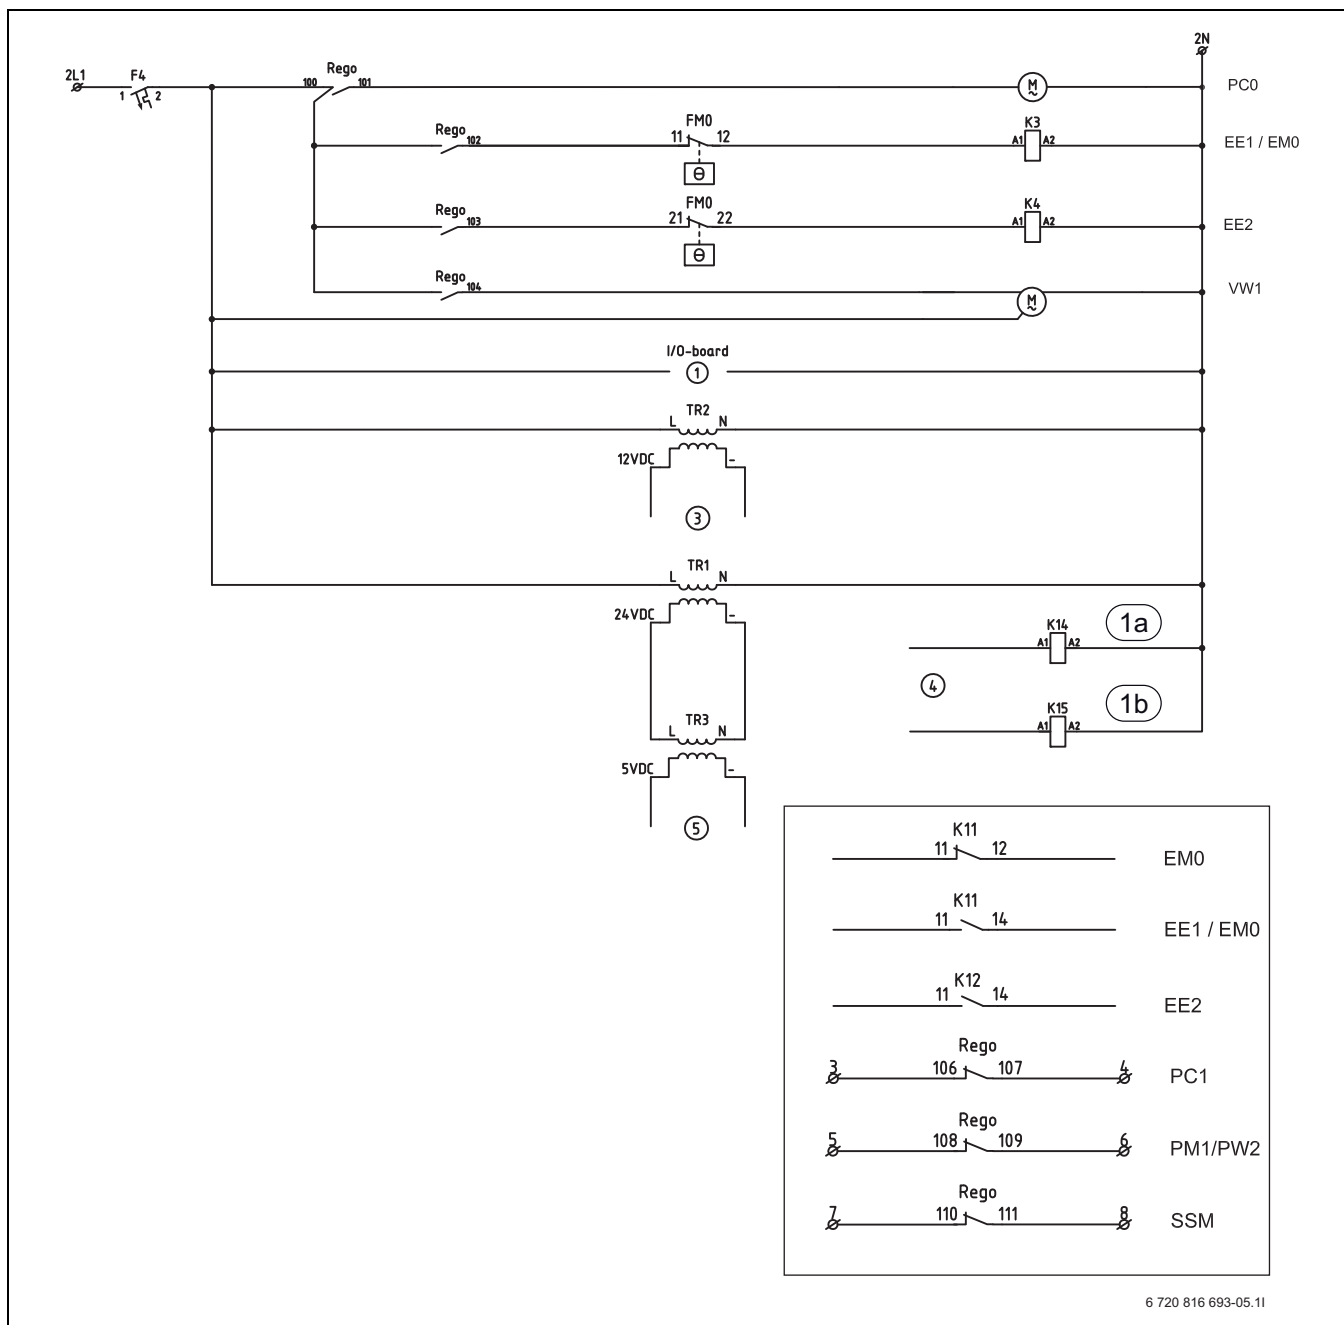 2N
2L1 F4 Rego
1 2 100 101 M ~ PC0
Rego 102 FM0 11 12 K3 A1 A2 EE1 / EM0
Θ
Rego 103 FM0 21 22 K4 A1 A2 EE2
Θ
Rego 104 VW1
M ~
I/O-board
1
TR2
L N
12VDC -
3
TR1
L N
24VDC -
K14 1a
A1 A2
4
K15 1b
A1 A2
TR3
L N
5VDC -
5
K11
11 12 EM0
K11
11 14 EE1 / EM0
K12
11 14 EE2
Rego
3 106 107 4 PC1
Rego
5 108 109 6 PM1/PW2
Rego
7 110 111 8 SSM
6 720 816 693-05.1I